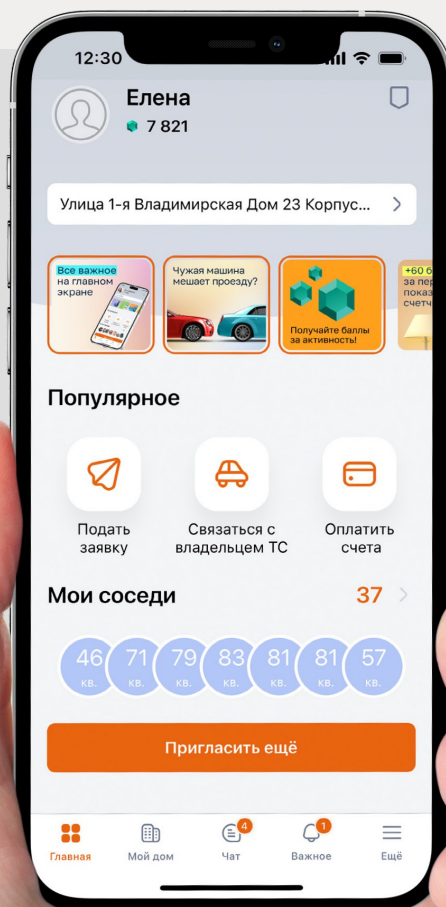 12:30
Елена
7 821
Улица 1-я Владимирская Дом 23 Корпус...
Все важное
на главном
экране
Чужая машина
мешает проезду?
Получайте баллы
за активность!
+60
за
счетч
Популярное
Подать
заявку
Связаться с
владельцем ТС
Оплатить
счета
Мои соседи
37
46
кв.
71
кв.
79
кв.
83
кв.
81
кв.
81
кв.
57
кв.
Пригласить ещё
Главная
Мой дом
4
Чат
1
Важное
Ещё